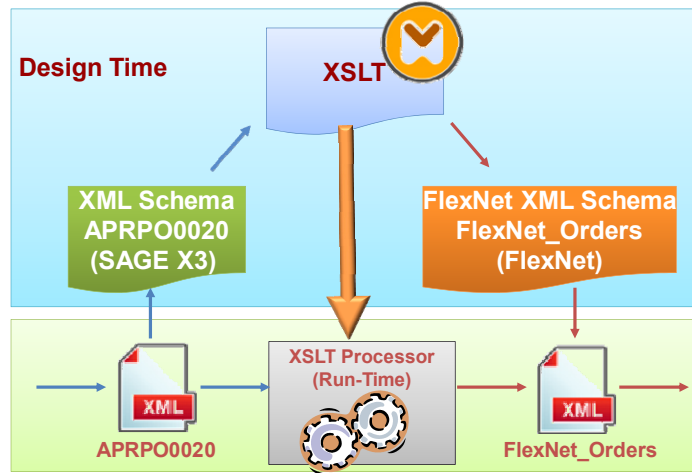 Design Time
XSLT
XML Schema
APRPO0020
(SAGE X3)
FlexNet XML Schema
FlexNet_Orders
(FlexNet)
XSLT Processor
(Run-Time)
XML
APRPO0020
XML
FlexNet_Orders